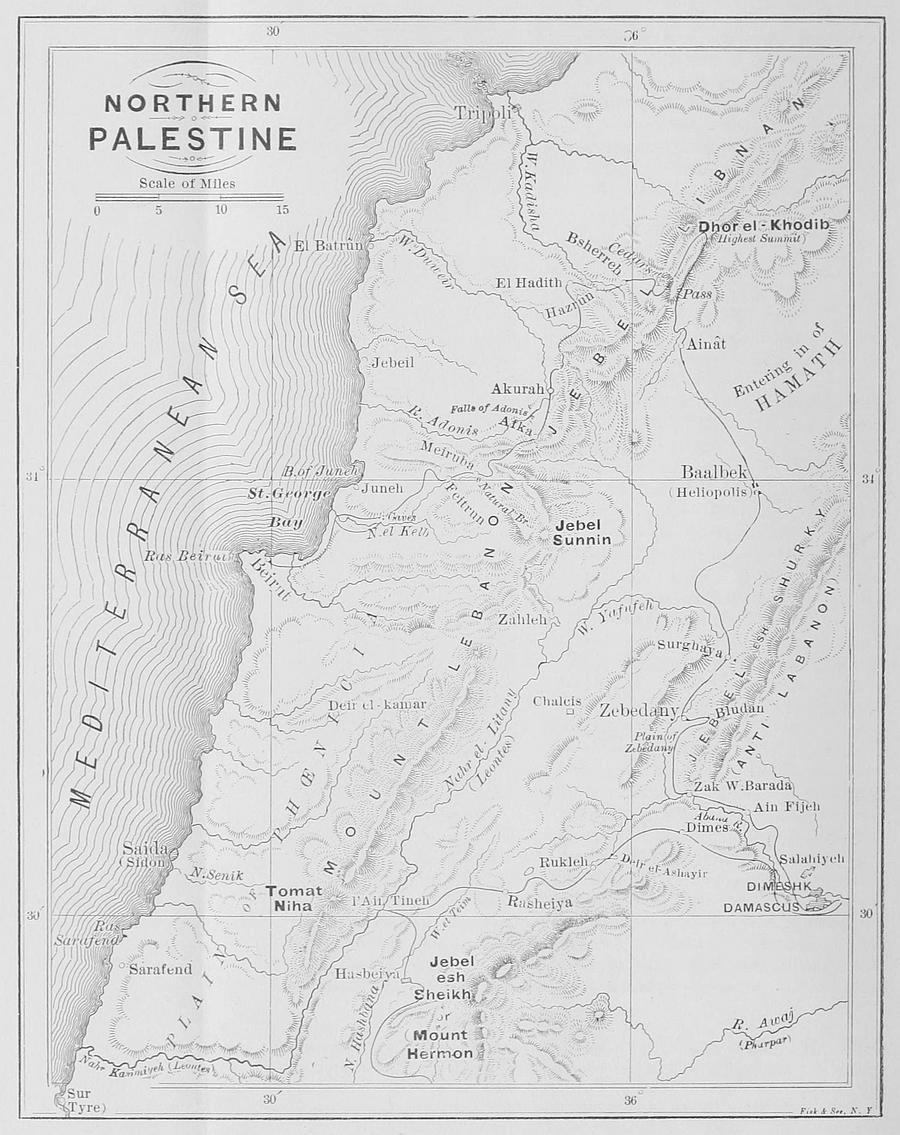 30′
36°
NORTHERN
PALESTINE
Scale of Miles
0 5 10 15
Tripoli
W. Kadisha
JEBEL LIBNAN
Dhor el-Khodib
(Highest Summit)
El Batrûn
W. Duweir
Bsherreh
Cedars
El Hadith
Hazrûn
Pass
Ainât
Entering in of
HAMATH
MEDITERRANEAN SEA
Jebeil
Akurah
Falls of Adonis
Afka
R. Adonis
Meiruba
Baalbek
(Heliopolis)
31°
34°
B. of Juneh
St. George
Bay
Juneh
Feitrun
Natural Br.
Caves
N. el Kelb
Jebel
Sunnin
Ras Beirut
Beirut
Zahleh
W. Yafufeh
Surghaya
JEBEL ESH SHURKY
(ANTI LABANON)
MOUNT LEBANON
Deir el-kamar
Chalcis
Zebedany
Bludan
Plain of
Zebedany
Nahr el Litany
(Leontes)
Zak W. Barada
Ain Fijeh
Abana R.
Dimes
Salahiyeh
DIMESHK
DAMASCUS
PLAIN OF PHŒNICIA
Saida
(Sidon)
N. Senik
Tomat
Niha
Rukleh
Deir el-Ashayir
l'Ain Tineh
Rasheiya
W. et Teim
30′
30
Ras
Sarafend
Sarafend
Hasbeiya
N. Hasbana
Jebel
esh
Sheikh
or
Mount
Hermon
R. Awaj
(Pharpar)
Nahr Kasmiyeh (Leontes)
Sur
(Tyre)
30′
36°
Fisk & See, N. Y.